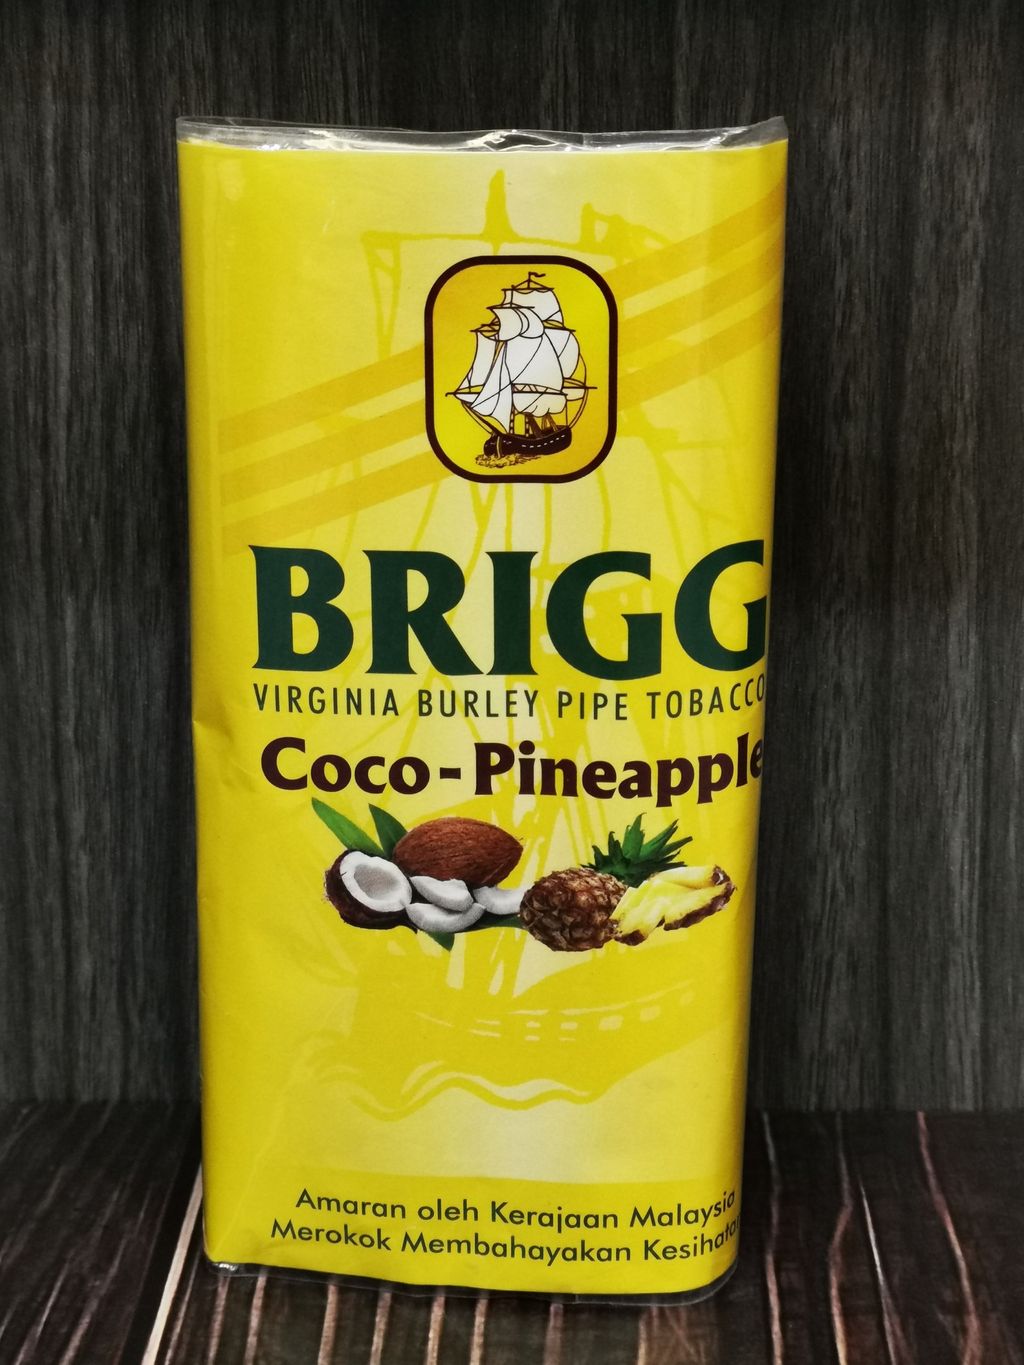 BRIGG
VIRGINIA BURLEY PIPE TOBACCO
Coco-Pineapple
Amaran oleh Kerajaan Malaysia
Merokok Membahayakan Kesihatan